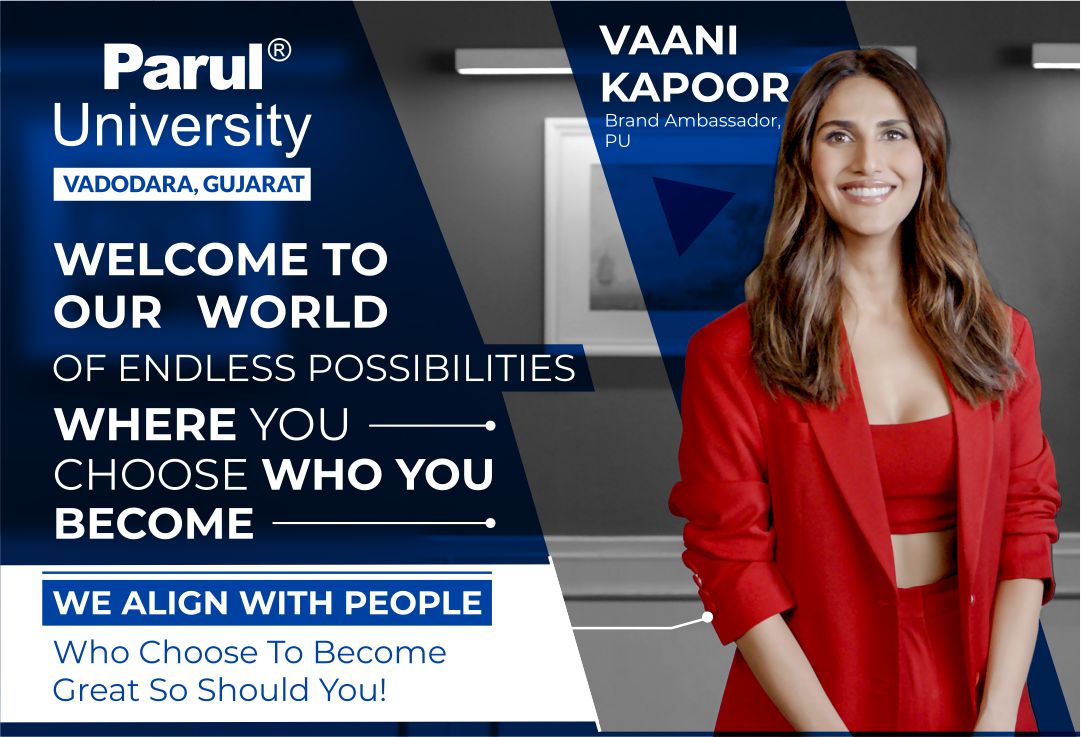 Parul®
University
VADODARA, GUJARAT
WELCOME TO
OUR WORLD
OF ENDLESS POSSIBILITIES
WHERE YOU
CHOOSE WHO YOU
BECOME
WE ALIGN WITH PEOPLE
Who Choose To Become
Great So Should You!
VAANI
KAPOOR
Brand Ambassador,
PU